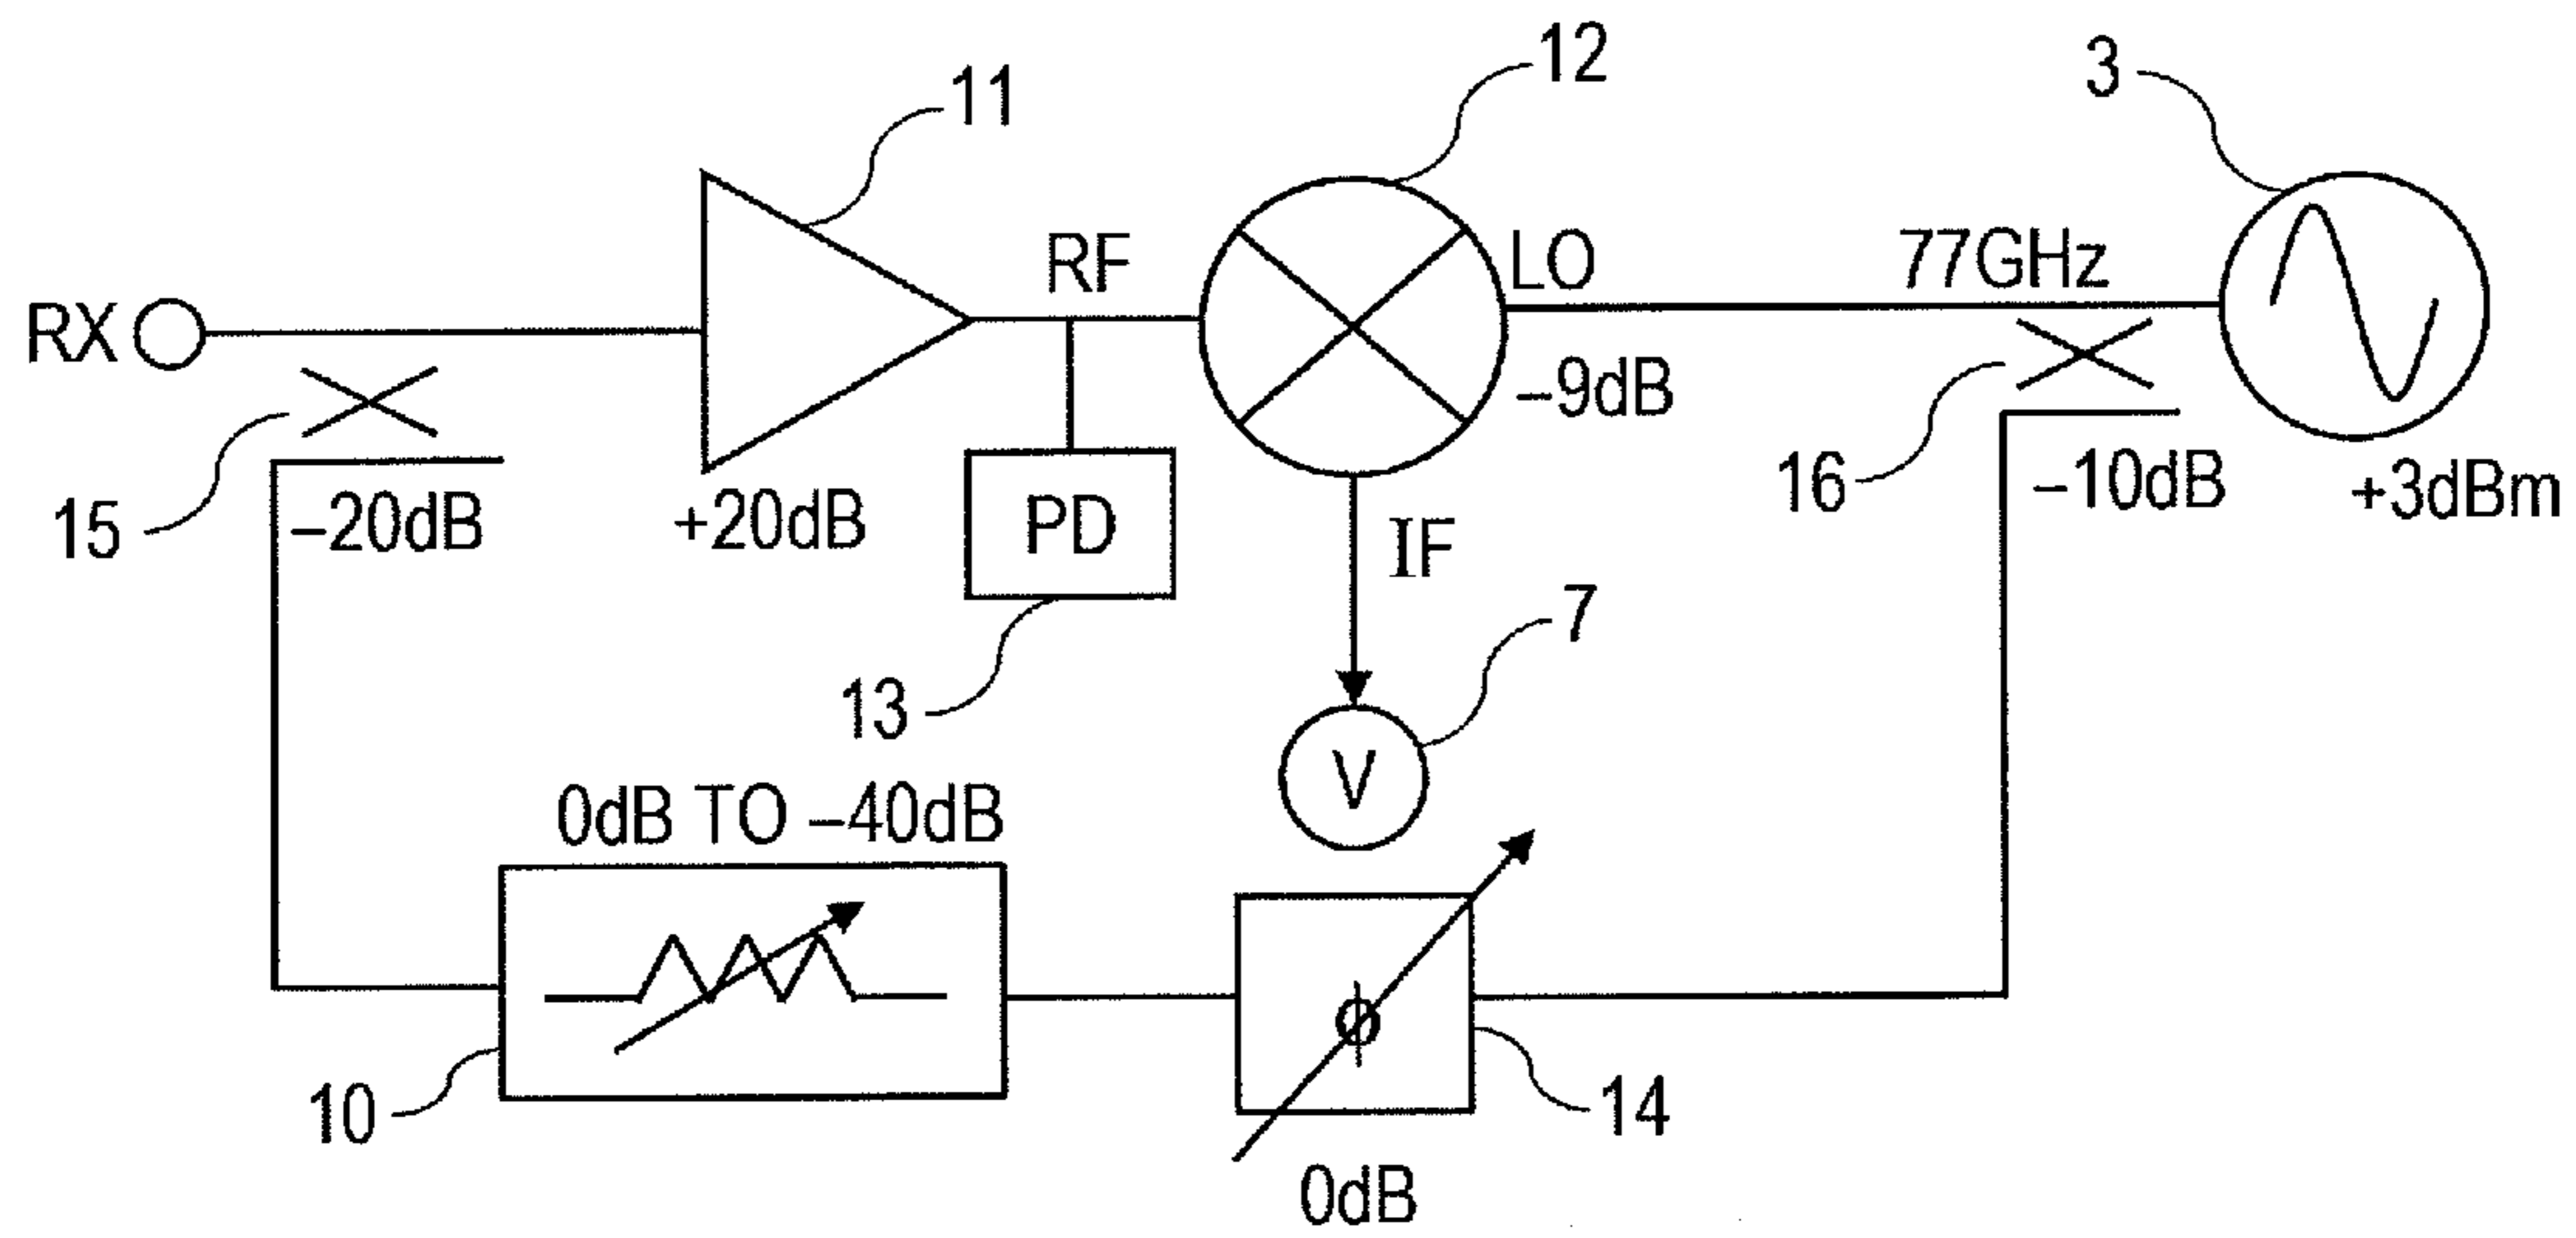 12
3
11
RF
LO
77GHz
RX
–9dB
15
–20dB
+20dB
PD
IF
16
–10dB
+3dBm
7
13
V
0dB TO –40dB
ϕ
10
14
0dB